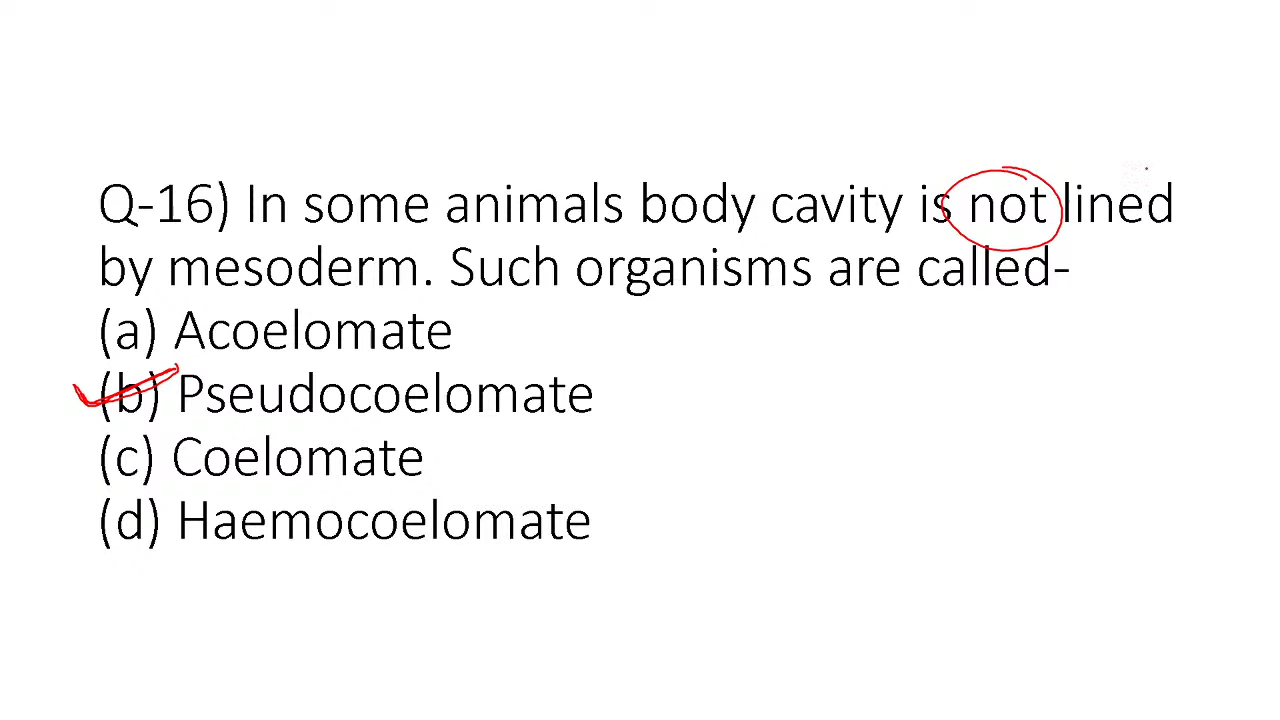 Q-16) In some animals body cavity is not lined
by mesoderm. Such organisms are called-
(a) Acoelomate
(b) Pseudocoelomate
(c) Coelomate
(d) Haemocoelomate